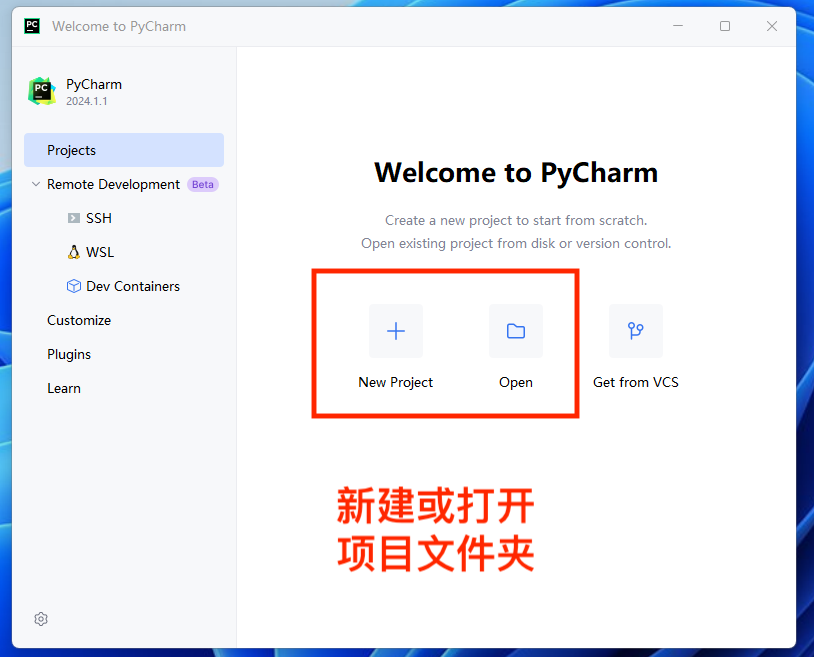 Welcome to PyCharm
PyCharm
2024.1.1
Projects
Remote Development Beta
SSH
WSL
Dev Containers
Customize
Plugins
Learn
Welcome to PyCharm
Create a new project to start from scratch.
Open existing project from disk or version control.
New Project
Open
Get from VCS
新建或打开
项目文件夹